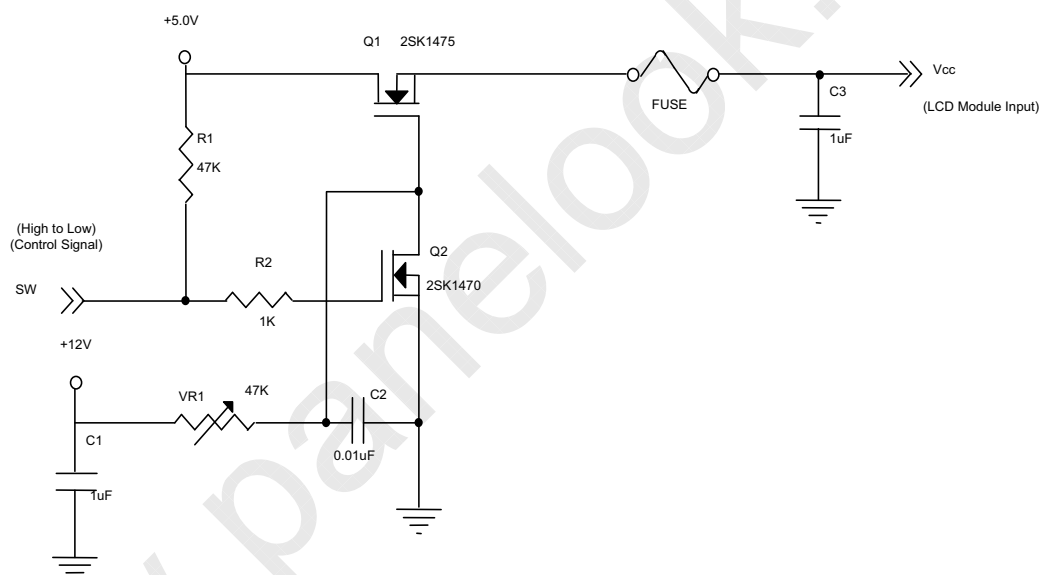 +5.0V
Q1 2SK1475
Vcc
C3
FUSE
(LCD Module Input)
R1
1uF
47K
(High to Low)
(Control Signal)
Q2
R2
2SK1470
SW
1K
+12V
47K
VR1
C2
C1
0.01uF
1uF
panelook.